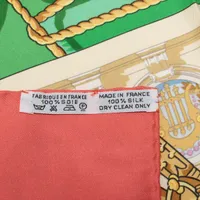 FABRIQUE EN FRANCE
100% SOIE
MADE IN FRANCE
100% SILK
DRY CLEAN ONLY